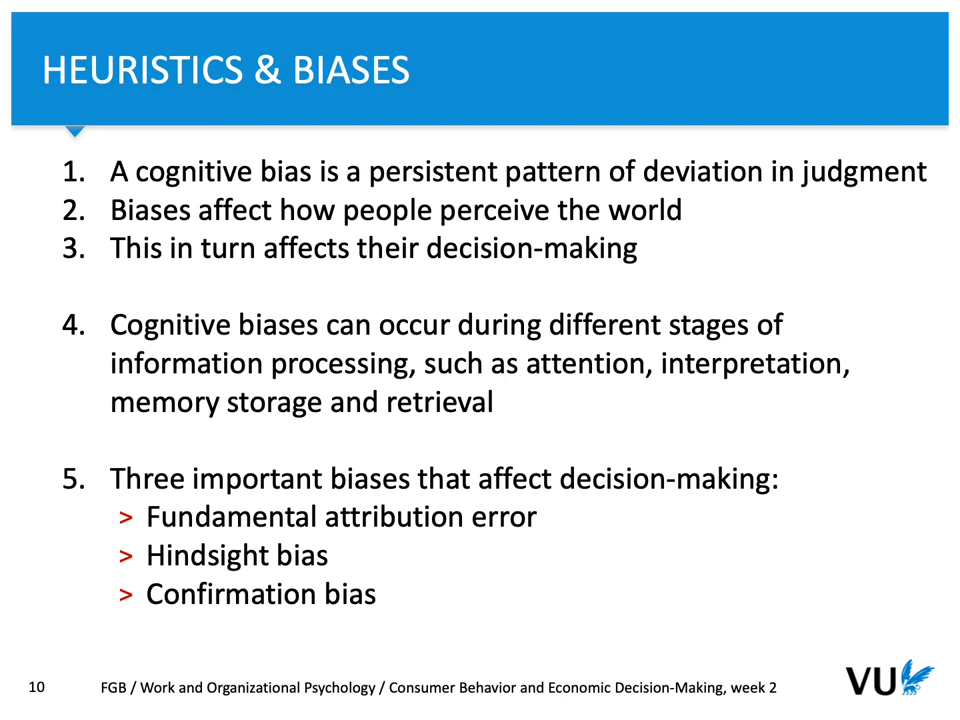 HEURISTICS & BIASES
1. A cognitive bias is a persistent pattern of deviation in judgment
2. Biases affect how people perceive the world
3. This in turn affects their decision-making
4. Cognitive biases can occur during different stages of
information processing, such as attention, interpretation,
memory storage and retrieval
5. Three important biases that affect decision-making:
> Fundamental attribution error
> Hindsight bias
> Confirmation bias
10 FGB / Work and Organizational Psychology / Consumer Behavior and Economic Decision-Making, week 2
VU